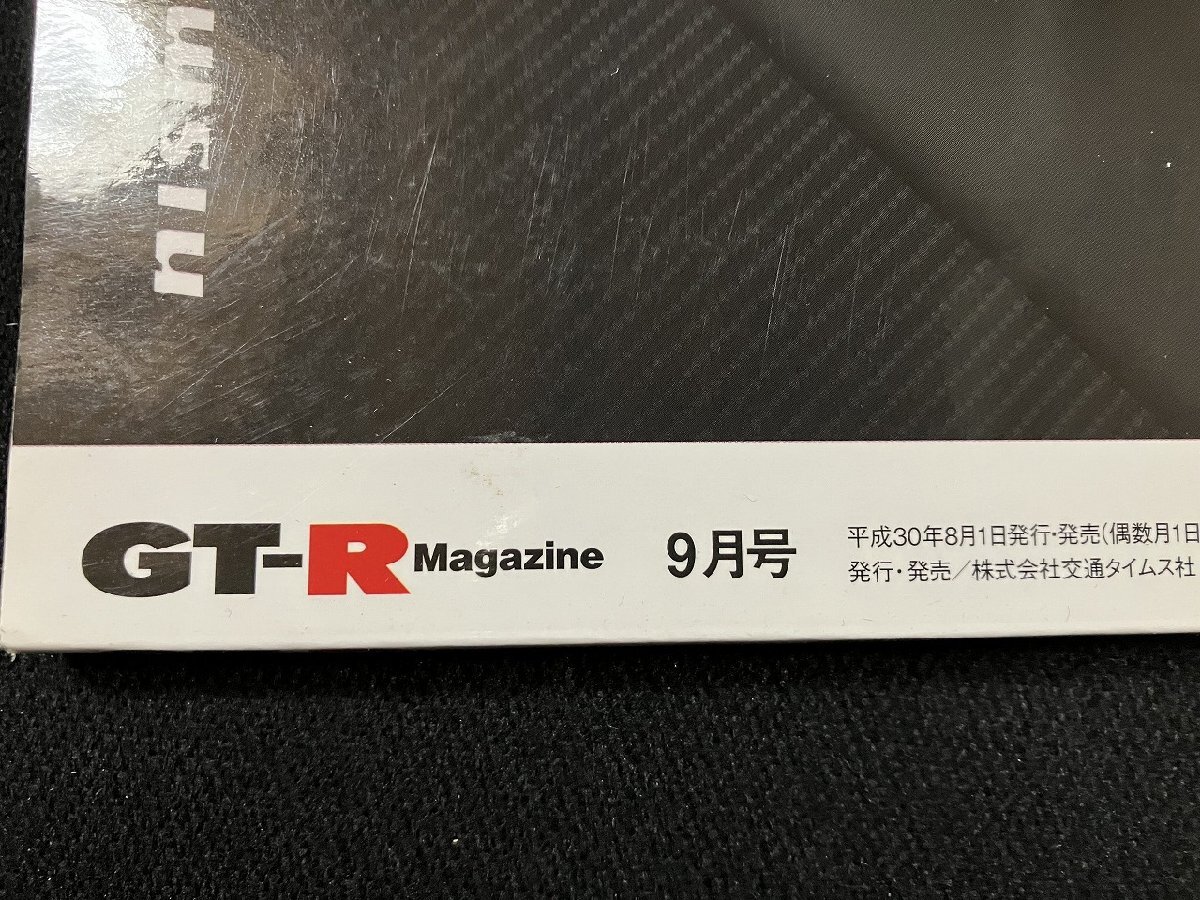 nism
GT-R Magazine 9月号
平成30年8月1日発行・発売(偶数月1日
発行・発売/株式会社交通タイムス社